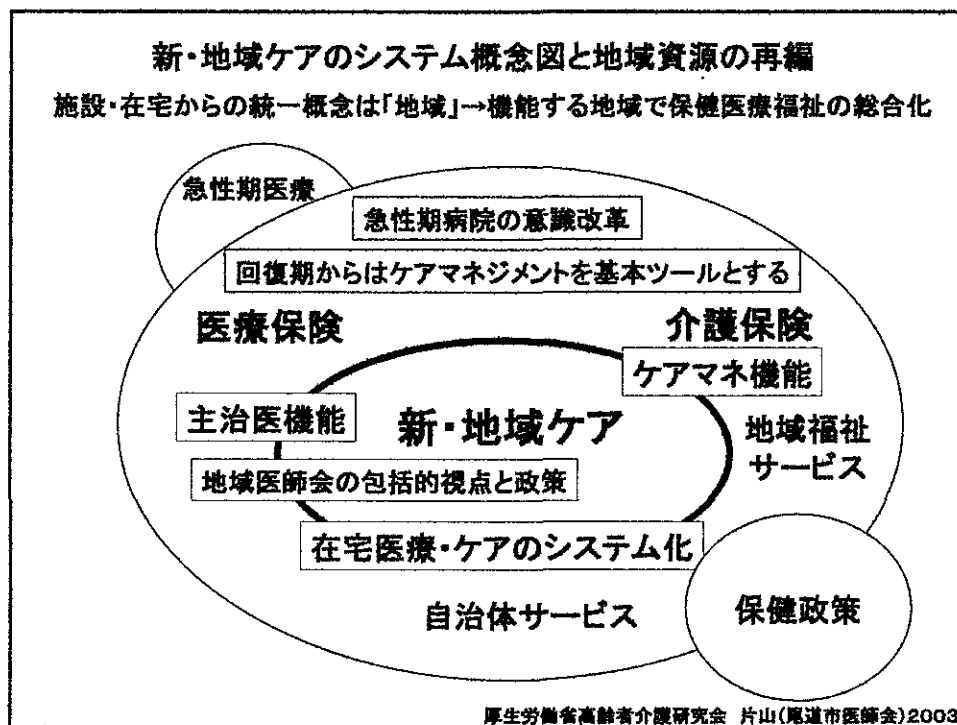 新・地域ケアのシステム概念図と地域資源の再編
施設・在宅からの統一概念は「地域」→機能する地域で保健医療福祉の総合化
急性期医療
急性期病院の意識改革
回復期からはケアマネジメントを基本ツールとする
医療保険
介護保険
ケアマネ機能
主治医機能
新・地域ケア
地域福祉
サービス
地域医師会の包括的視点と政策
在宅医療・ケアのシステム化
自治体サービス
保健政策
厚生労働省高齢者介護研究会 片山(尾道市医師会)2003